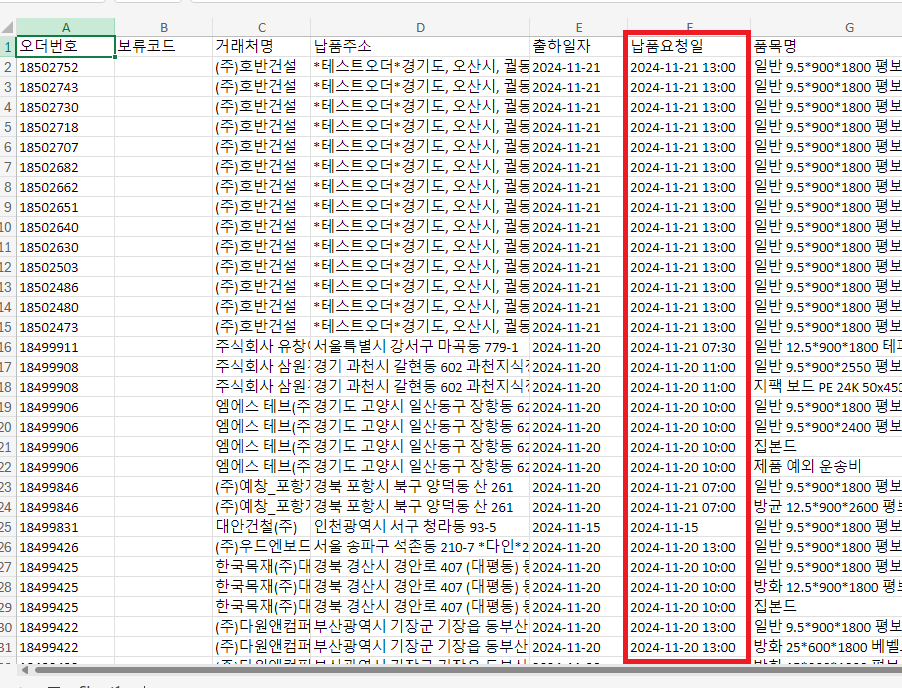 A B C D E F G
1 오더번호 보류코드 거래처명 납품주소 출하일자 납품요청일 품목명
2 18502752 (주)호반건설 *테스트오더*경기도, 오산시, 궐동 2024-11-21 2024-11-21 13:00 일반 9.5*900*1800 평보
3 18502743 (주)호반건설 *테스트오더*경기도, 오산시, 궐동 2024-11-21 2024-11-21 13:00 일반 9.5*900*1800 평보
4 18502730 (주)호반건설 *테스트오더*경기도, 오산시, 궐동 2024-11-21 2024-11-21 13:00 일반 9.5*900*1800 평보
5 18502718 (주)호반건설 *테스트오더*경기도, 오산시, 궐동 2024-11-21 2024-11-21 13:00 일반 9.5*900*1800 평보
6 18502707 (주)호반건설 *테스트오더*경기도, 오산시, 궐동 2024-11-21 2024-11-21 13:00 일반 9.5*900*1800 평보
7 18502682 (주)호반건설 *테스트오더*경기도, 오산시, 궐동 2024-11-21 2024-11-21 13:00 일반 9.5*900*1800 평보
8 18502662 (주)호반건설 *테스트오더*경기도, 오산시, 궐동 2024-11-21 2024-11-21 13:00 일반 9.5*900*1800 평보
9 18502651 (주)호반건설 *테스트오더*경기도, 오산시, 궐동 2024-11-21 2024-11-21 13:00 일반 9.5*900*1800 평보
10 18502640 (주)호반건설 *테스트오더*경기도, 오산시, 궐동 2024-11-21 2024-11-21 13:00 일반 9.5*900*1800 평보
11 18502630 (주)호반건설 *테스트오더*경기도, 오산시, 궐동 2024-11-21 2024-11-21 13:00 일반 9.5*900*1800 평보
12 18502503 (주)호반건설 *테스트오더*경기도, 오산시, 궐동 2024-11-21 2024-11-21 13:00 일반 9.5*900*1800 평보
13 18502486 (주)호반건설 *테스트오더*경기도, 오산시, 궐동 2024-11-21 2024-11-21 13:00 일반 9.5*900*1800 평보
14 18502480 (주)호반건설 *테스트오더*경기도, 오산시, 궐동 2024-11-21 2024-11-21 13:00 일반 9.5*900*1800 평보
15 18502473 (주)호반건설 *테스트오더*경기도, 오산시, 궐동 2024-11-21 2024-11-21 13:00 일반 9.5*900*1800 평보
16 18499911 주식회사 유창 서울특별시 강서구 마곡동 779-1 2024-11-20 2024-11-21 07:30 일반 12.5*900*1800 테
17 18499908 주식회사 삼원 경기 과천시 갈현동 602 과천지식 2024-11-20 2024-11-20 11:00 일반 9.5*900*2550 평보
18 18499908 주식회사 삼원 경기 과천시 갈현동 602 과천지식 2024-11-20 2024-11-20 11:00 지팩 보드 PE 24K 50x450
19 18499906 엠에스 테브(주 경기도 고양시 일산동구 장항동 62 2024-11-20 2024-11-20 10:00 일반 9.5*900*1800 평보
20 18499906 엠에스 테브(주 경기도 고양시 일산동구 장항동 62 2024-11-20 2024-11-20 10:00 일반 9.5*900*2400 평보
21 18499906 엠에스 테브(주 경기도 고양시 일산동구 장항동 62 2024-11-20 2024-11-20 10:00 집본드
22 18499906 엠에스 테브(주 경기도 고양시 일산동구 장항동 62 2024-11-20 2024-11-20 10:00 제품 예외 운송비
23 18499846 (주)예창_포항 경북 포항시 북구 양덕동 산 261 2024-11-20 2024-11-21 07:00 일반 9.5*900*1800 평보
24 18499846 (주)예창_포항 경북 포항시 북구 양덕동 산 261 2024-11-20 2024-11-21 07:00 방균 12.5*900*2600 평보
25 18499831 대안건철(주) 인천광역시 서구 청라동 93-5 2024-11-15 2024-11-15 일반 9.5*900*1800 평보
26 18499426 (주)우드엔보드 서울 송파구 석촌동 210-7 *다인*2 2024-11-20 2024-11-20 13:00 일반 9.5*900*1800 평보
27 18499425 한국목재(주)대 경북 경산시 경안로 407 (대평동) 2024-11-20 2024-11-20 10:00 일반 9.5*900*1800 평보
28 18499425 한국목재(주)대 경북 경산시 경안로 407 (대평동) 2024-11-20 2024-11-20 10:00 방화 12.5*900*1800 평보
29 18499425 한국목재(주)대 경북 경산시 경안로 407 (대평동) 2024-11-20 2024-11-20 10:00 집본드
30 18499422 (주)다원앤컴퍼 부산광역시 기장군 기장읍 동부산 2024-11-20 2024-11-20 13:00 일반 9.5*900*1800 평보
31 18499422 (주)다원앤컴퍼 부산광역시 기장군 기장읍 동부산 2024-11-20 2024-11-20 13:00 방화 25*600*1800 베벨